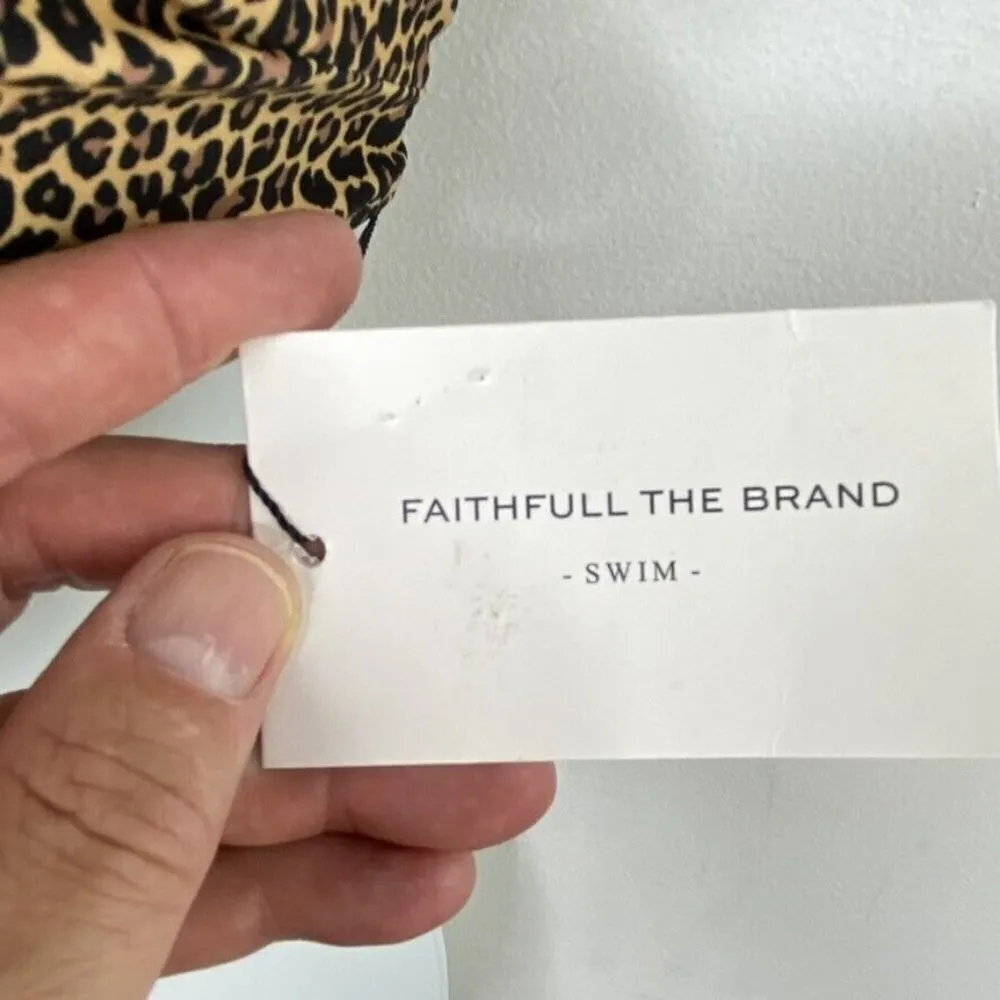 FAITHFULL THE BRAND
- SWIM -